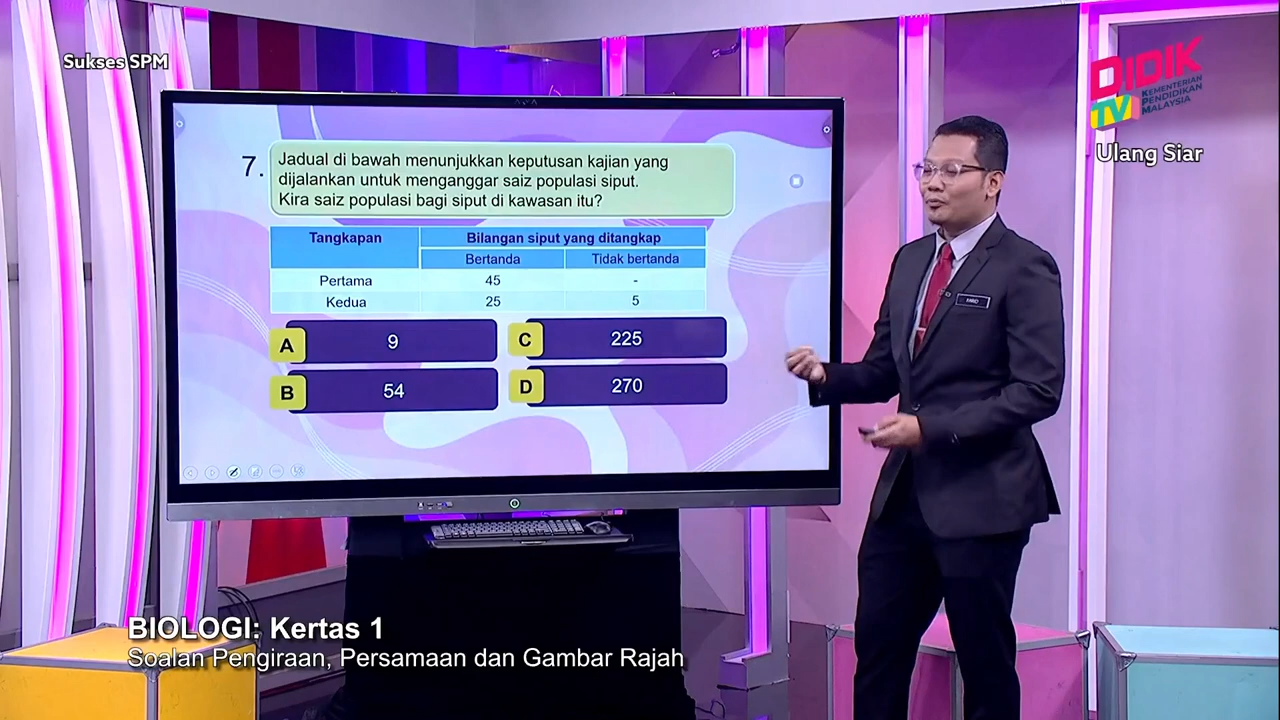 Sukses SPM
DIDIK
TV
KEMENTERIAN
PENDIDIKAN
MALAYSIA
Ulang Siar
7.
Jadual di bawah menunjukkan keputusan kajian yang
dijalankan untuk menganggar saiz populasi siput.
Kira saiz populasi bagi siput di kawasan itu?
Tangkapan Bilangan siput yang ditangkap
Bertanda Tidak bertanda
Pertama 45 -
Kedua 25 5
A 9
C 225
B 54
D 270
BIOLOGI: Kertas 1
Soalan Pengiraan, Persamaan dan Gambar Rajah